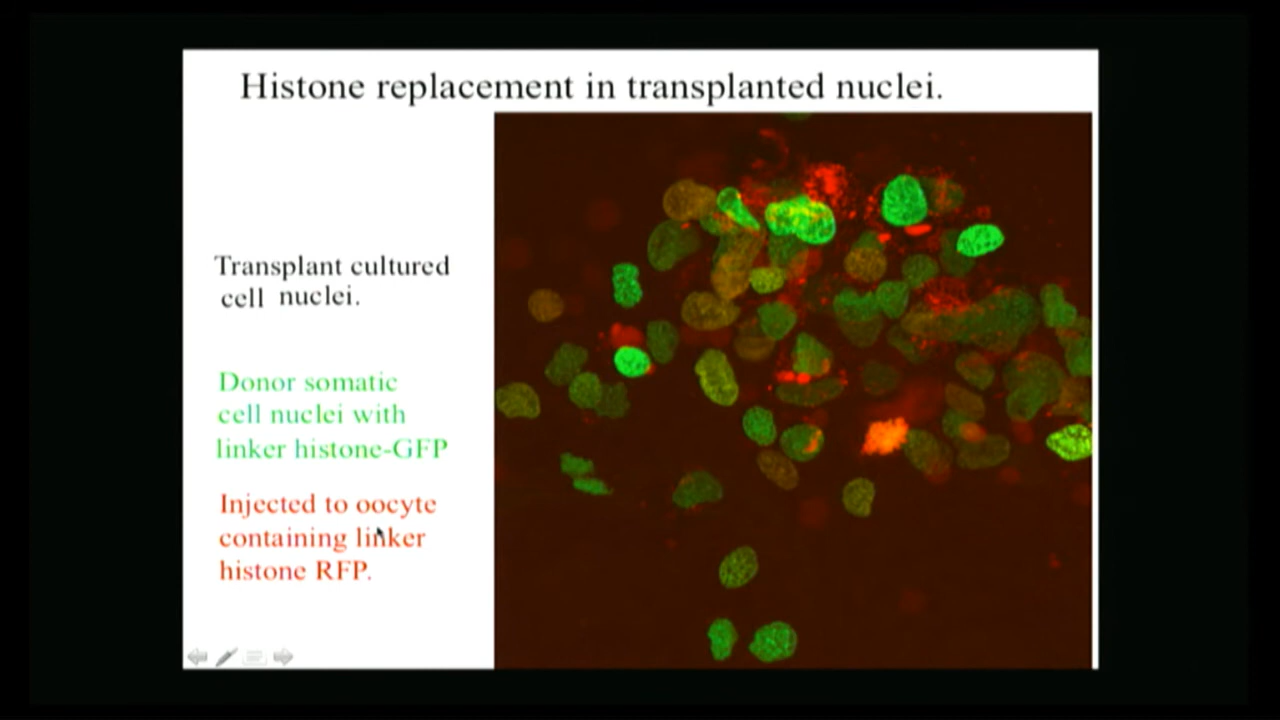 Histone replacement in transplanted nuclei.
Transplant cultured
cell nuclei.
Donor somatic
cell nuclei with
linker histone-GFP
Injected to oocyte
containing linker
histone RFP.